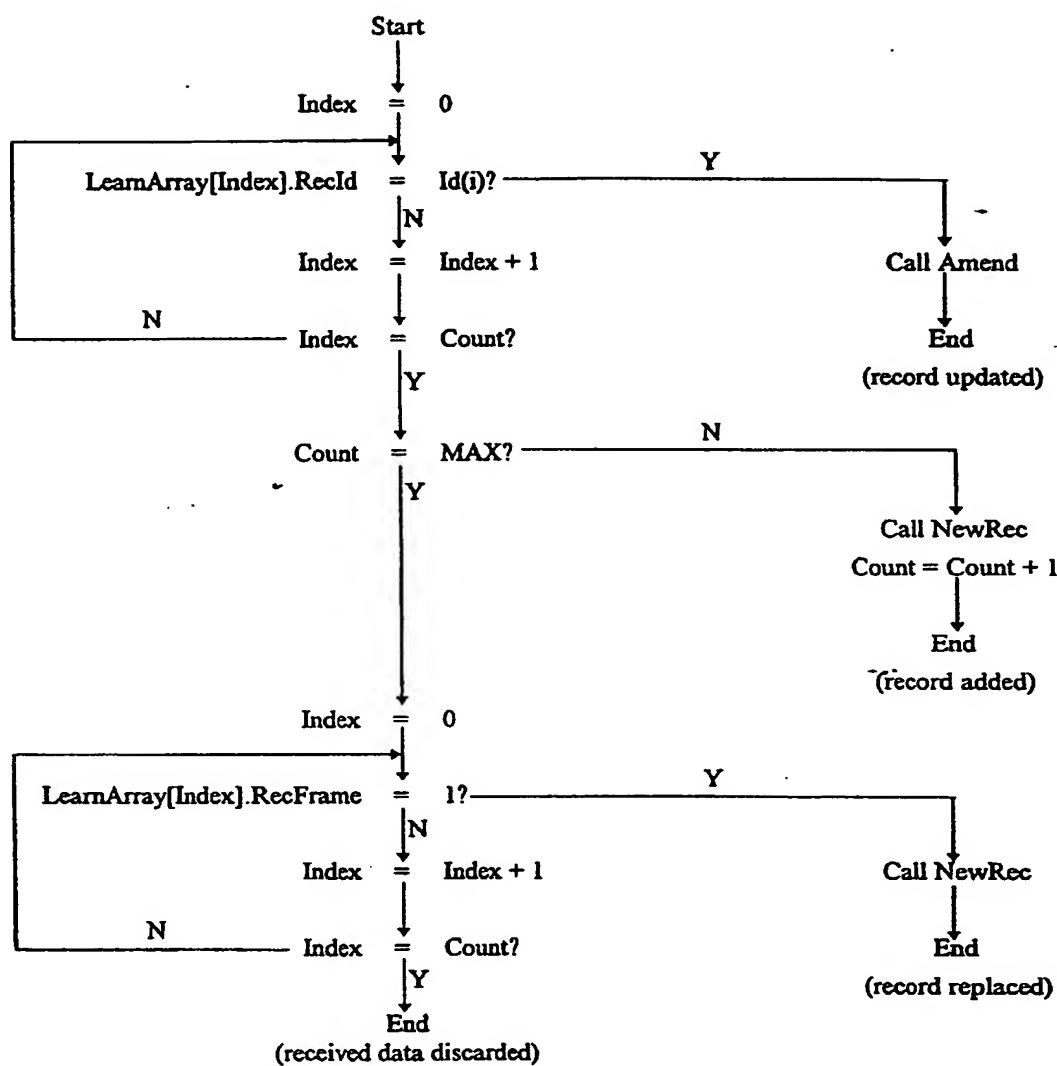 Start
Index = 0
LearnArray[Index].RecId = Id(i)?
Y
N
Index = Index + 1
Call Amend
N
Index = Count?
End
(record updated)
Y
Count = MAX?
N
Y
Call NewRec
Count = Count + 1
End
(record added)
Index = 0
LearnArray[Index].RecFrame = 1?
Y
N
Index = Index + 1
Call NewRec
N
Index = Count?
End
(record replaced)
Y
End
(received data discarded)